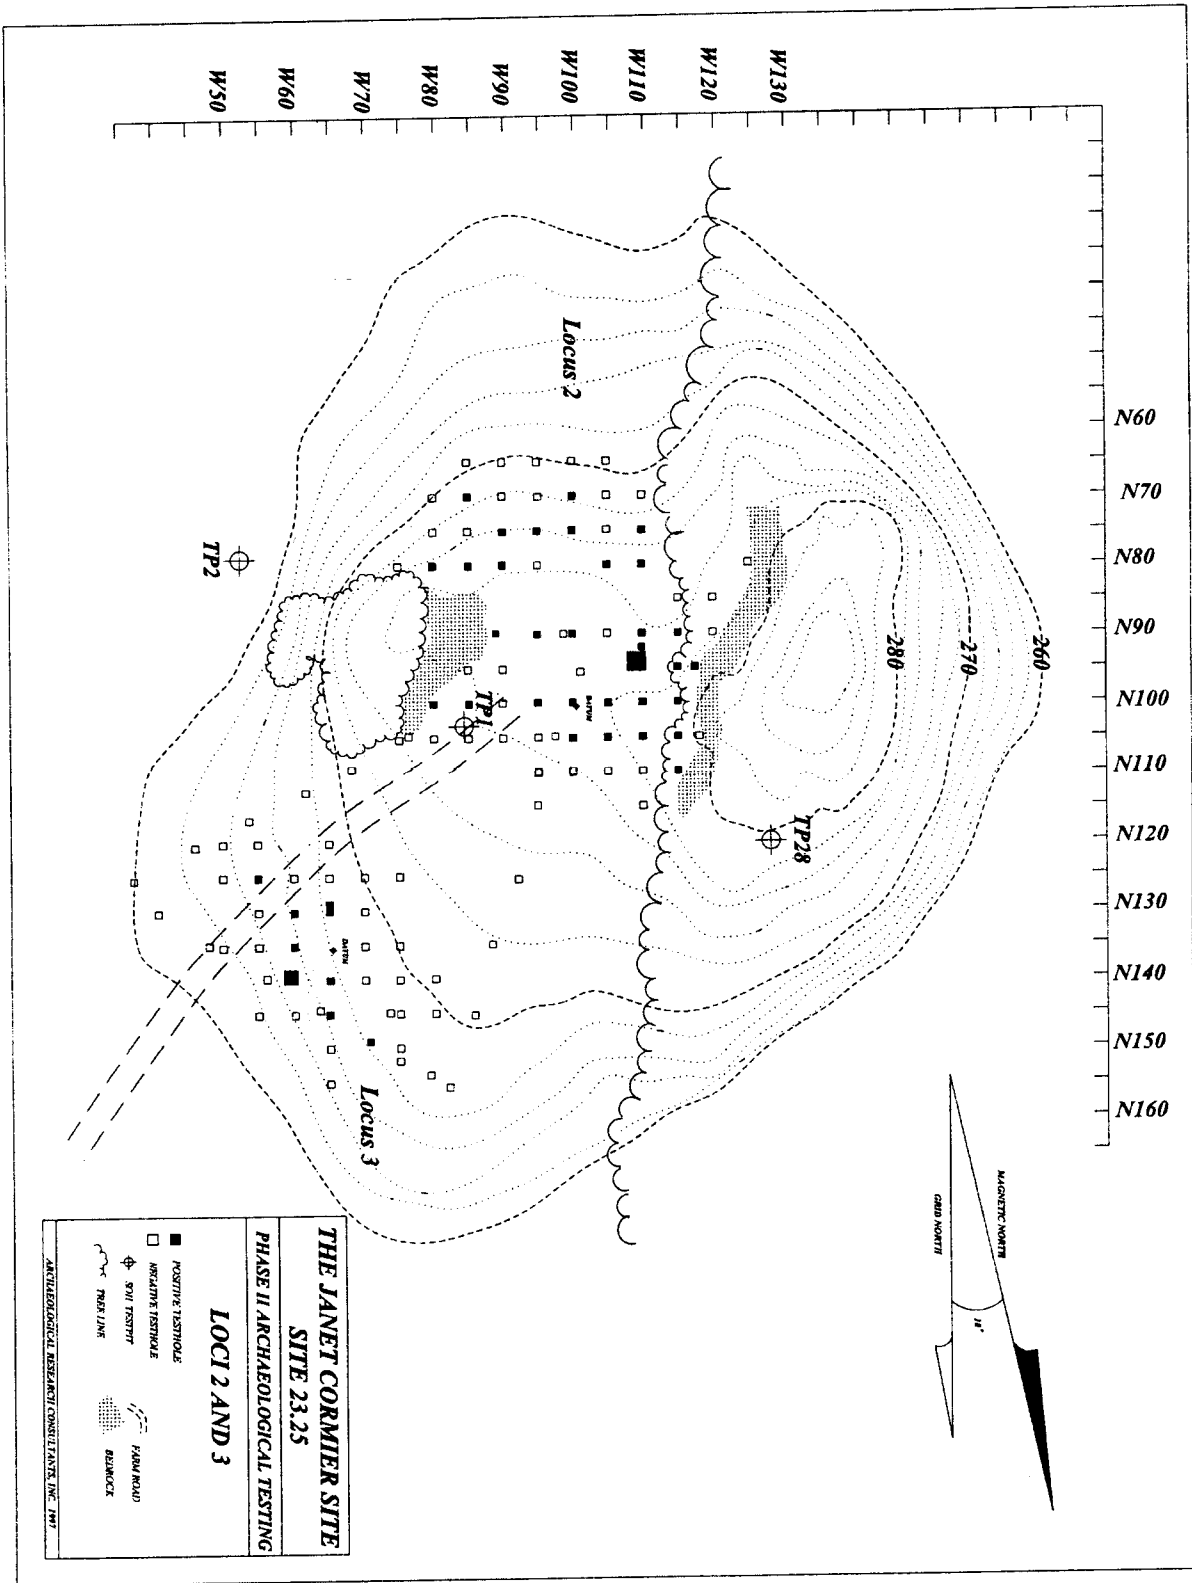 W50
W60
W70
W80
W90
W100
W110
W120
W130
N60
N70
N80
N90
N100
N110
N120
N130
N140
N150
N160
Locus 2
TP2
TP1
DATUM
280
270
260
TP28
DATUM
Locus 3
MAGNETIC NORTH
GRID NORTH
18°
THE JANET CORMIER SITE
SITE 23.25
PHASE II ARCHAEOLOGICAL TESTING
LOCI 2 AND 3
POSITIVE TESTHOLE
NEGATIVE TESTHOLE
SOIL TESTPIT
TREE LINE
FARM ROAD
BEDROCK
ARCHAEOLOGICAL RESEARCH CONSULTANTS, INC. 1997